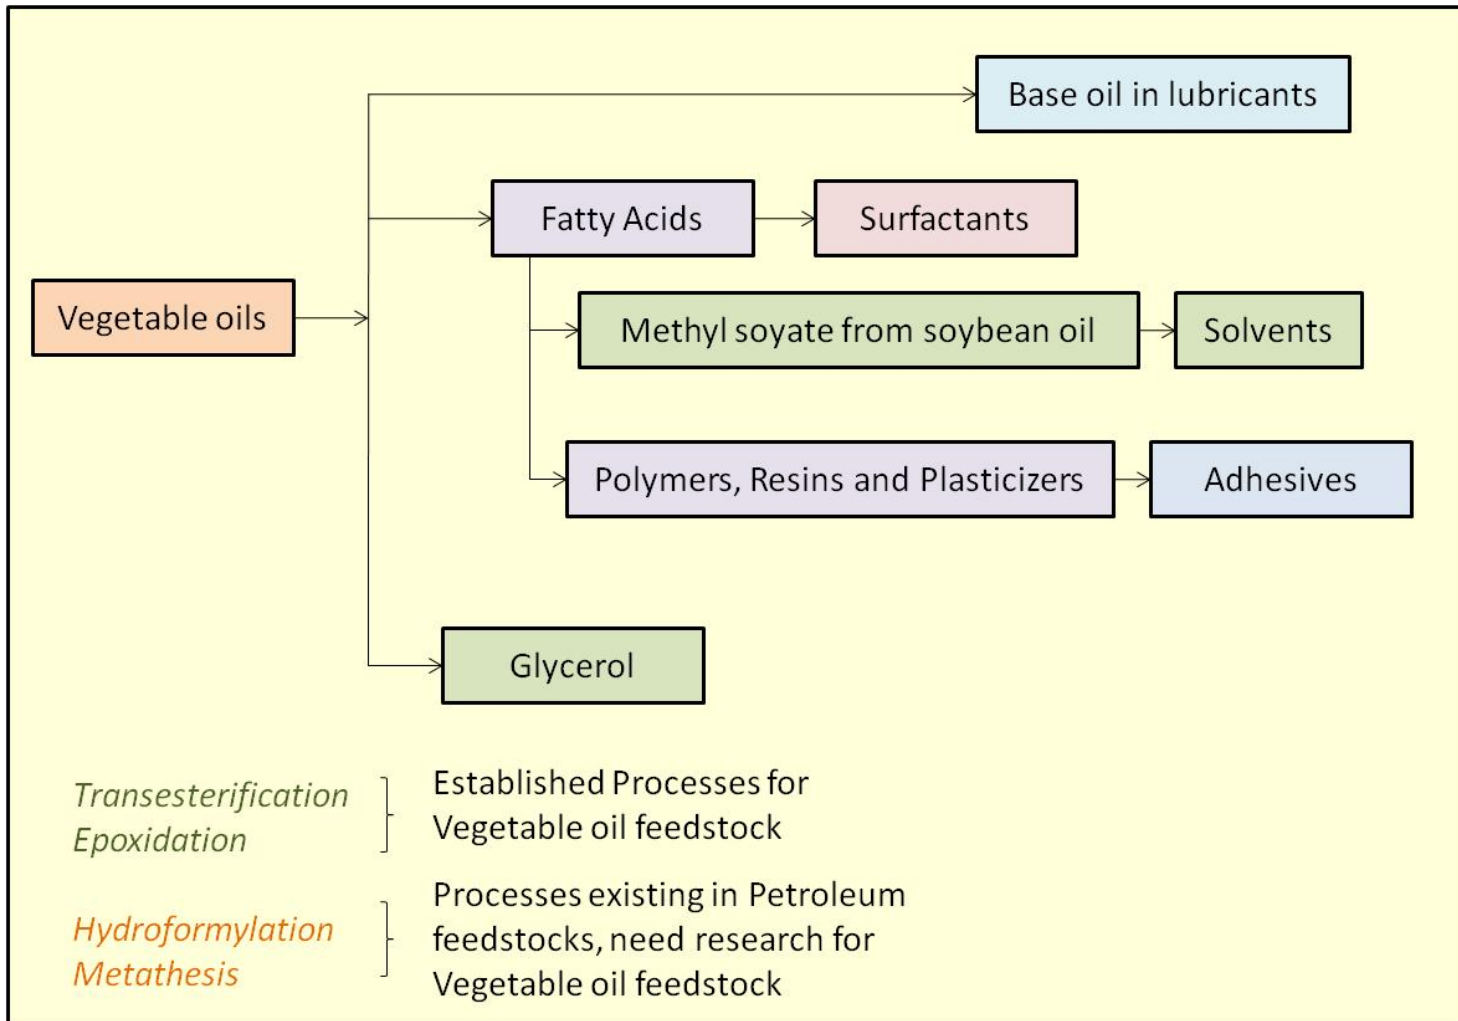 Base oil in lubricants
Fatty Acids
Surfactants
Vegetable oils
Methyl soyate from soybean oil
Solvents
Polymers, Resins and Plasticizers
Adhesives
Glycerol
Transesterification
Epoxidation
Established Processes for
Vegetable oil feedstock
Hydroformylation
Metathesis
Processes existing in Petroleum
feedstocks, need research for
Vegetable oil feedstock